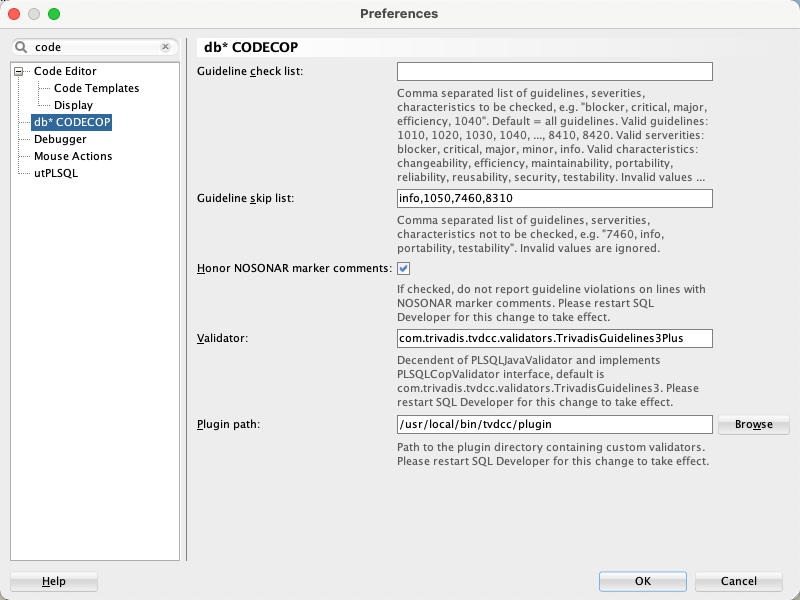 Preferences
code
db* CODECOP
Code Editor
Code Templates
Display
db* CODECOP
Debugger
Mouse Actions
utPLSQL
Guideline check list:
Comma separated list of guidelines, severities,
characteristics to be checked, e.g. "blocker, critical, major,
efficiency, 1040". Default = all guidelines. Valid guidelines:
1010, 1020, 1030, 1040, ..., 8410, 8420. Valid serverities:
blocker, critical, major, minor, info. Valid characteristics:
changeability, efficiency, maintainability, portability,
reliability, reusability, security, testability. Invalid values ...
Guideline skip list: info,1050,7460,8310
Comma separated list of guidelines, serverities,
characteristics not to be checked, e.g. "7460, info,
portability, testability". Invalid values are ignored.
Honor NOSONAR marker comments:
If checked, do not report guideline violations on lines with
NOSONAR marker comments. Please restart SQL
Developer for this change to take effect.
Validator: com.trivadis.tvdcc.validators.TrivadisGuidelines3Plus
Decendent of PLSQLJavaValidator and implements
PLSQLCopValidator interface, default is
com.trivadis.tvdcc.validators.TrivadisGuidelines3. Please
restart SQL Developer for this change to take effect.
Plugin path: /usr/local/bin/tvdcc/plugin Browse
Path to the plugin directory containing custom validators.
Please restart SQL Developer for this change to take effect.
Help OK Cancel